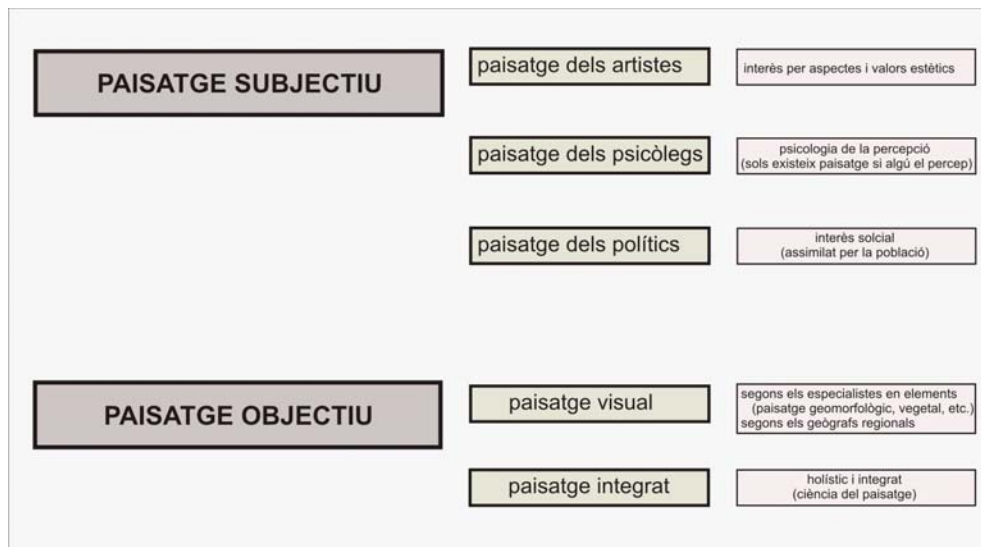 PAISATGE SUBJECTIU
paisatge dels artistes
interès per aspectes i valors estètics
paisatge dels psicòlegs
psicologia de la percepció
(sols existeix paisatge si algú el percep)
paisatge dels polítics
interès solcial
(assimilat per la població)
PAISATGE OBJECTIU
paisatge visual
segons els especialistes en elements
(paisatge geomorfològic, vegetal, etc.)
segons els geògrafs regionals
paisatge integrat
holístic i integrat
(ciència del paisatge)